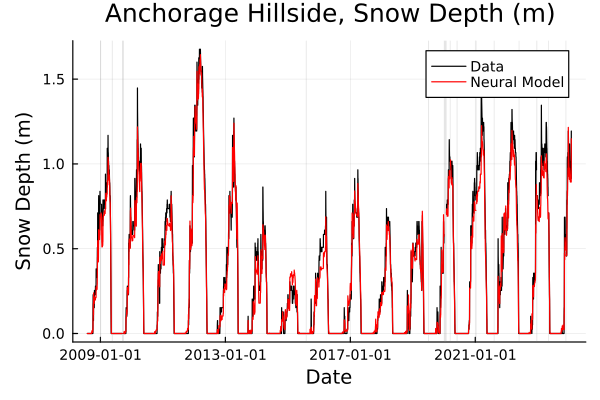 Anchorage Hillside, Snow Depth (m)
Data
Neural Model
Snow Depth (m)
1.5
1.0
0.5
0.0
2009-01-01
2013-01-01
2017-01-01
2021-01-01
Date